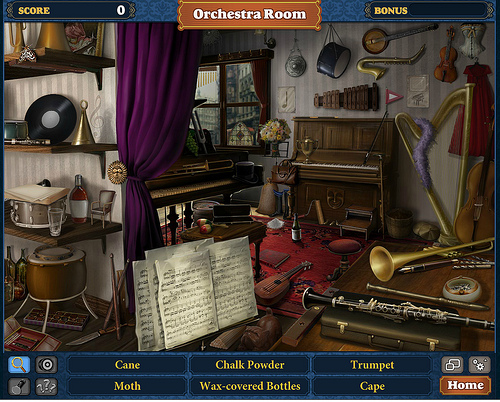 SCORE 0
Orchestra Room
BONUS
Cane Chalk Powder Trumpet
Moth Wax-covered Bottles Cape
Home